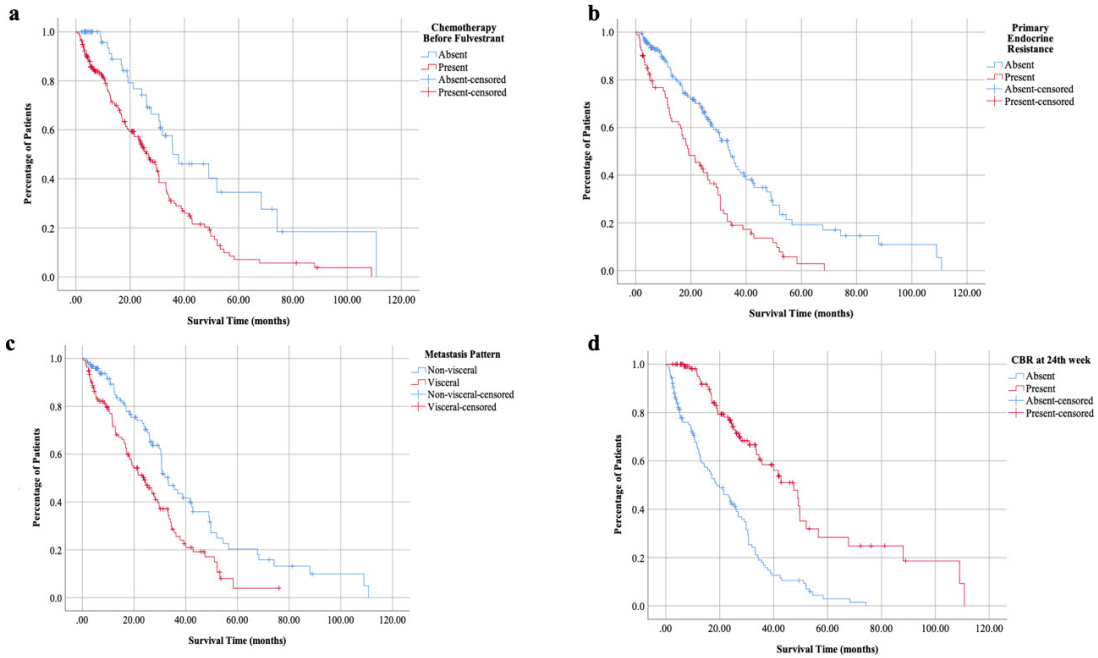 a
Chemotherapy
Before Fulvestrant
Absent
Present
Absent-censored
Present-censored
Percentage of Patients
1.0
0.8
0.6
0.4
0.2
0.0
.00 20.00 40.00 60.00 80.00 100.00 120.00
Survival Time (months)
b
Primary
Endocrine
Resistance
Absent
Present
Absent-censored
Present-censored
Percentage of Patients
1.0
0.8
0.6
0.4
0.2
0.0
.00 20.00 40.00 60.00 80.00 100.00 120.00
Survival Time (months)
c
Metastasis Pattern
Non-visceral
Visceral
Non-visceral-censored
Visceral-censored
Percentage of Patients
1.0
0.8
0.6
0.4
0.2
0.0
.00 20.00 40.00 60.00 80.00 100.00 120.00
Survival Time (months)
d
CBR at 24th week
Absent
Present
Absent-censored
Present-censored
Percentage of Patients
1.0
0.8
0.6
0.4
0.2
0.0
.00 20.00 40.00 60.00 80.00 100.00 120.00
Survival Time (months)